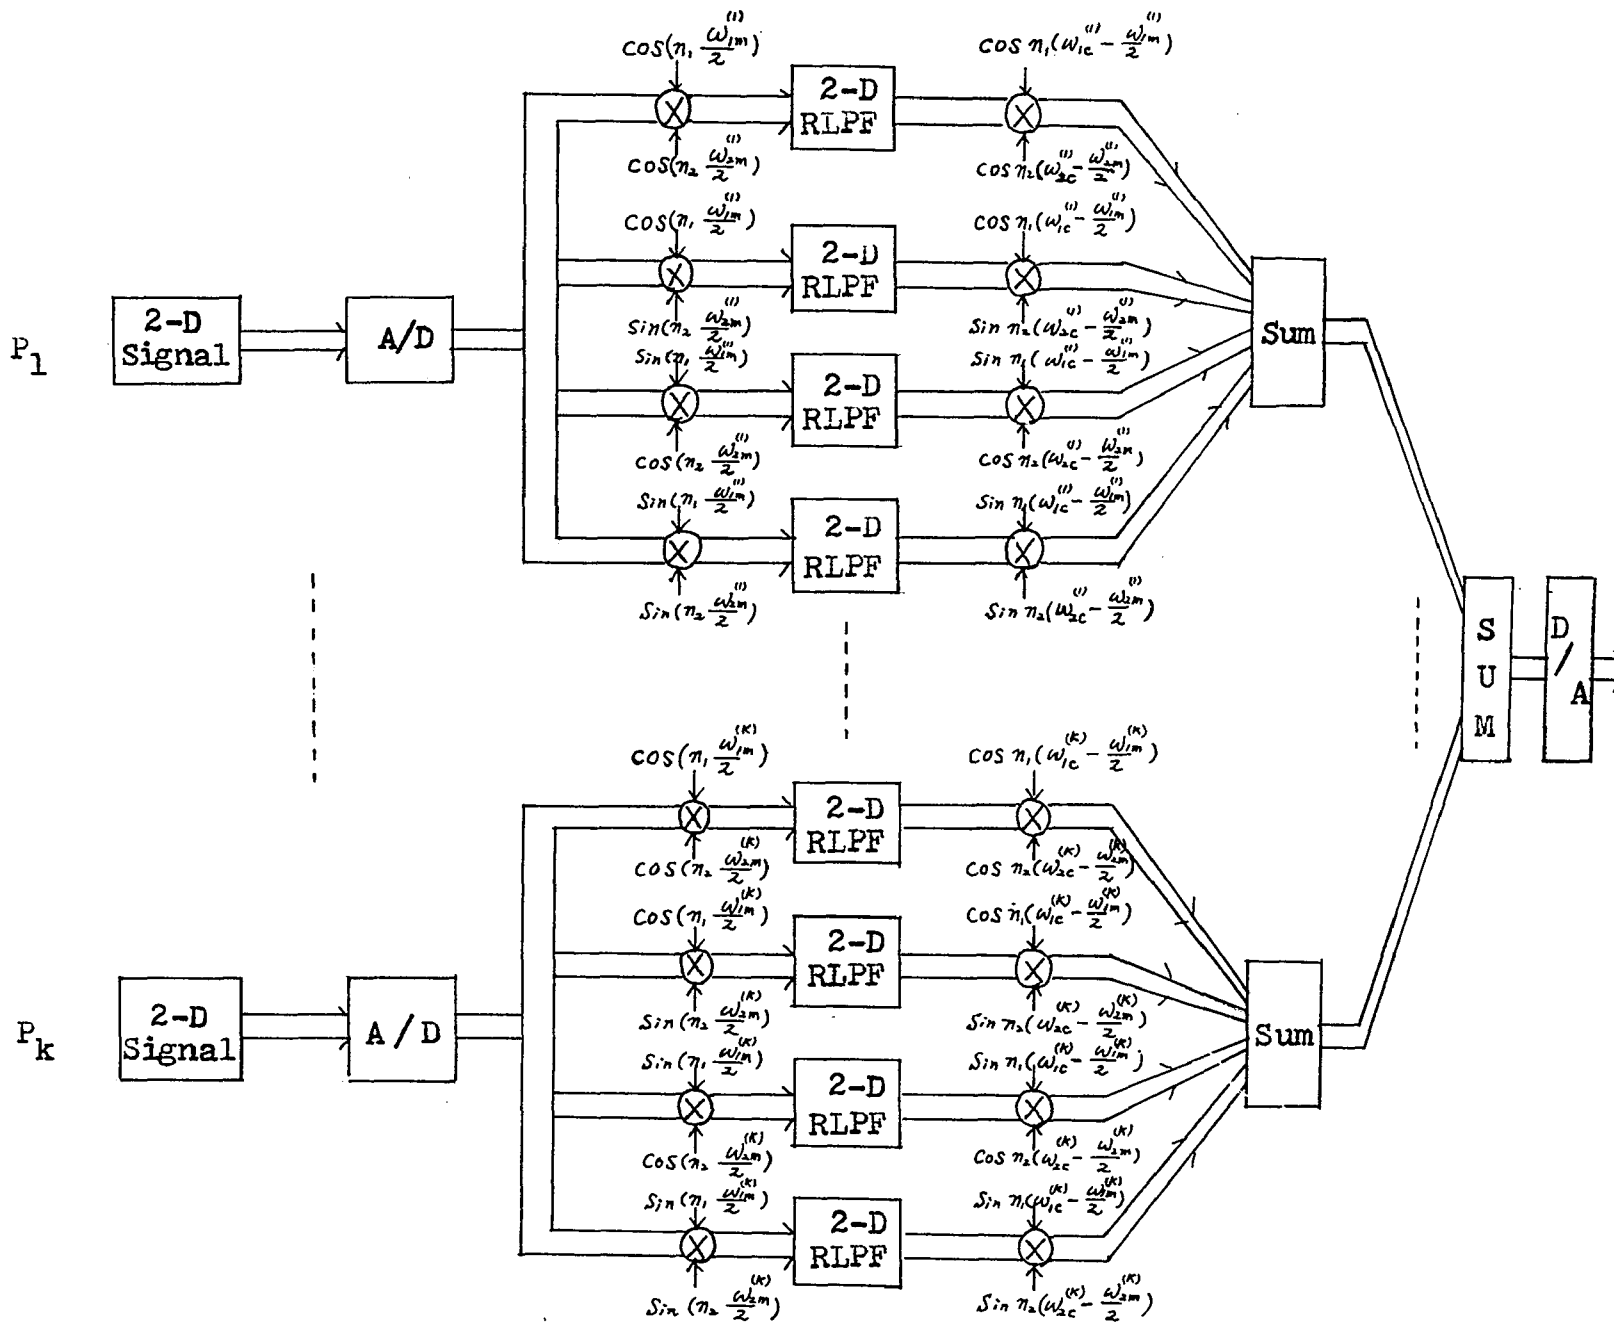 P1
2-D
Signal
A/D
COS(n1 ω1m(1)/2)
COS(n2 ω2m(1)/2)
2-D
RLPF
COS n1(ω1c(1) - ω1m(1)/2)
COS n2(ω2c(1) - ω2m(1)/2)
COS(n1 ω1m(1)/2)
Sin(n2 ω2m(1)/2)
2-D
RLPF
COS n1(ω1c(1) - ω1m(1)/2)
Sin n2(ω2c(1) - ω2m(1)/2)
Sin(n1 ω1m(1)/2)
COS(n2 ω2m(1)/2)
2-D
RLPF
Sin n1(ω1c(1) - ω1m(1)/2)
COS n2(ω2c(1) - ω2m(1)/2)
Sin(n1 ω1m(1)/2)
Sin(n2 ω2m(1)/2)
2-D
RLPF
Sin n1(ω1c(1) - ω1m(1)/2)
Sin n2(ω2c(1) - ω2m(1)/2)
Sum
Pk
2-D
Signal
A/D
COS(n1 ω1m(K)/2)
COS(n2 ω2m(K)/2)
2-D
RLPF
COS n1(ω1c(K) - ω1m(K)/2)
COS n2(ω2c(K) - ω2m(K)/2)
COS(n1 ω1m(K)/2)
Sin(n2 ω2m(K)/2)
2-D
RLPF
COS n1(ω1c(K) - ω1m(K)/2)
Sin n2(ω2c(K) - ω2m(K)/2)
Sin(n1 ω1m(K)/2)
COS(n2 ω2m(K)/2)
2-D
RLPF
Sin n1(ω1c(K) - ω1m(K)/2)
COS n2(ω2c(K) - ω2m(K)/2)
Sin(n1 ω1m(K)/2)
Sin(n2 ω2m(K)/2)
2-D
RLPF
Sin n1(ω1c(K) - ω1m(K)/2)
Sin n2(ω2c(K) - ω2m(K)/2)
Sum
SUM
D/A